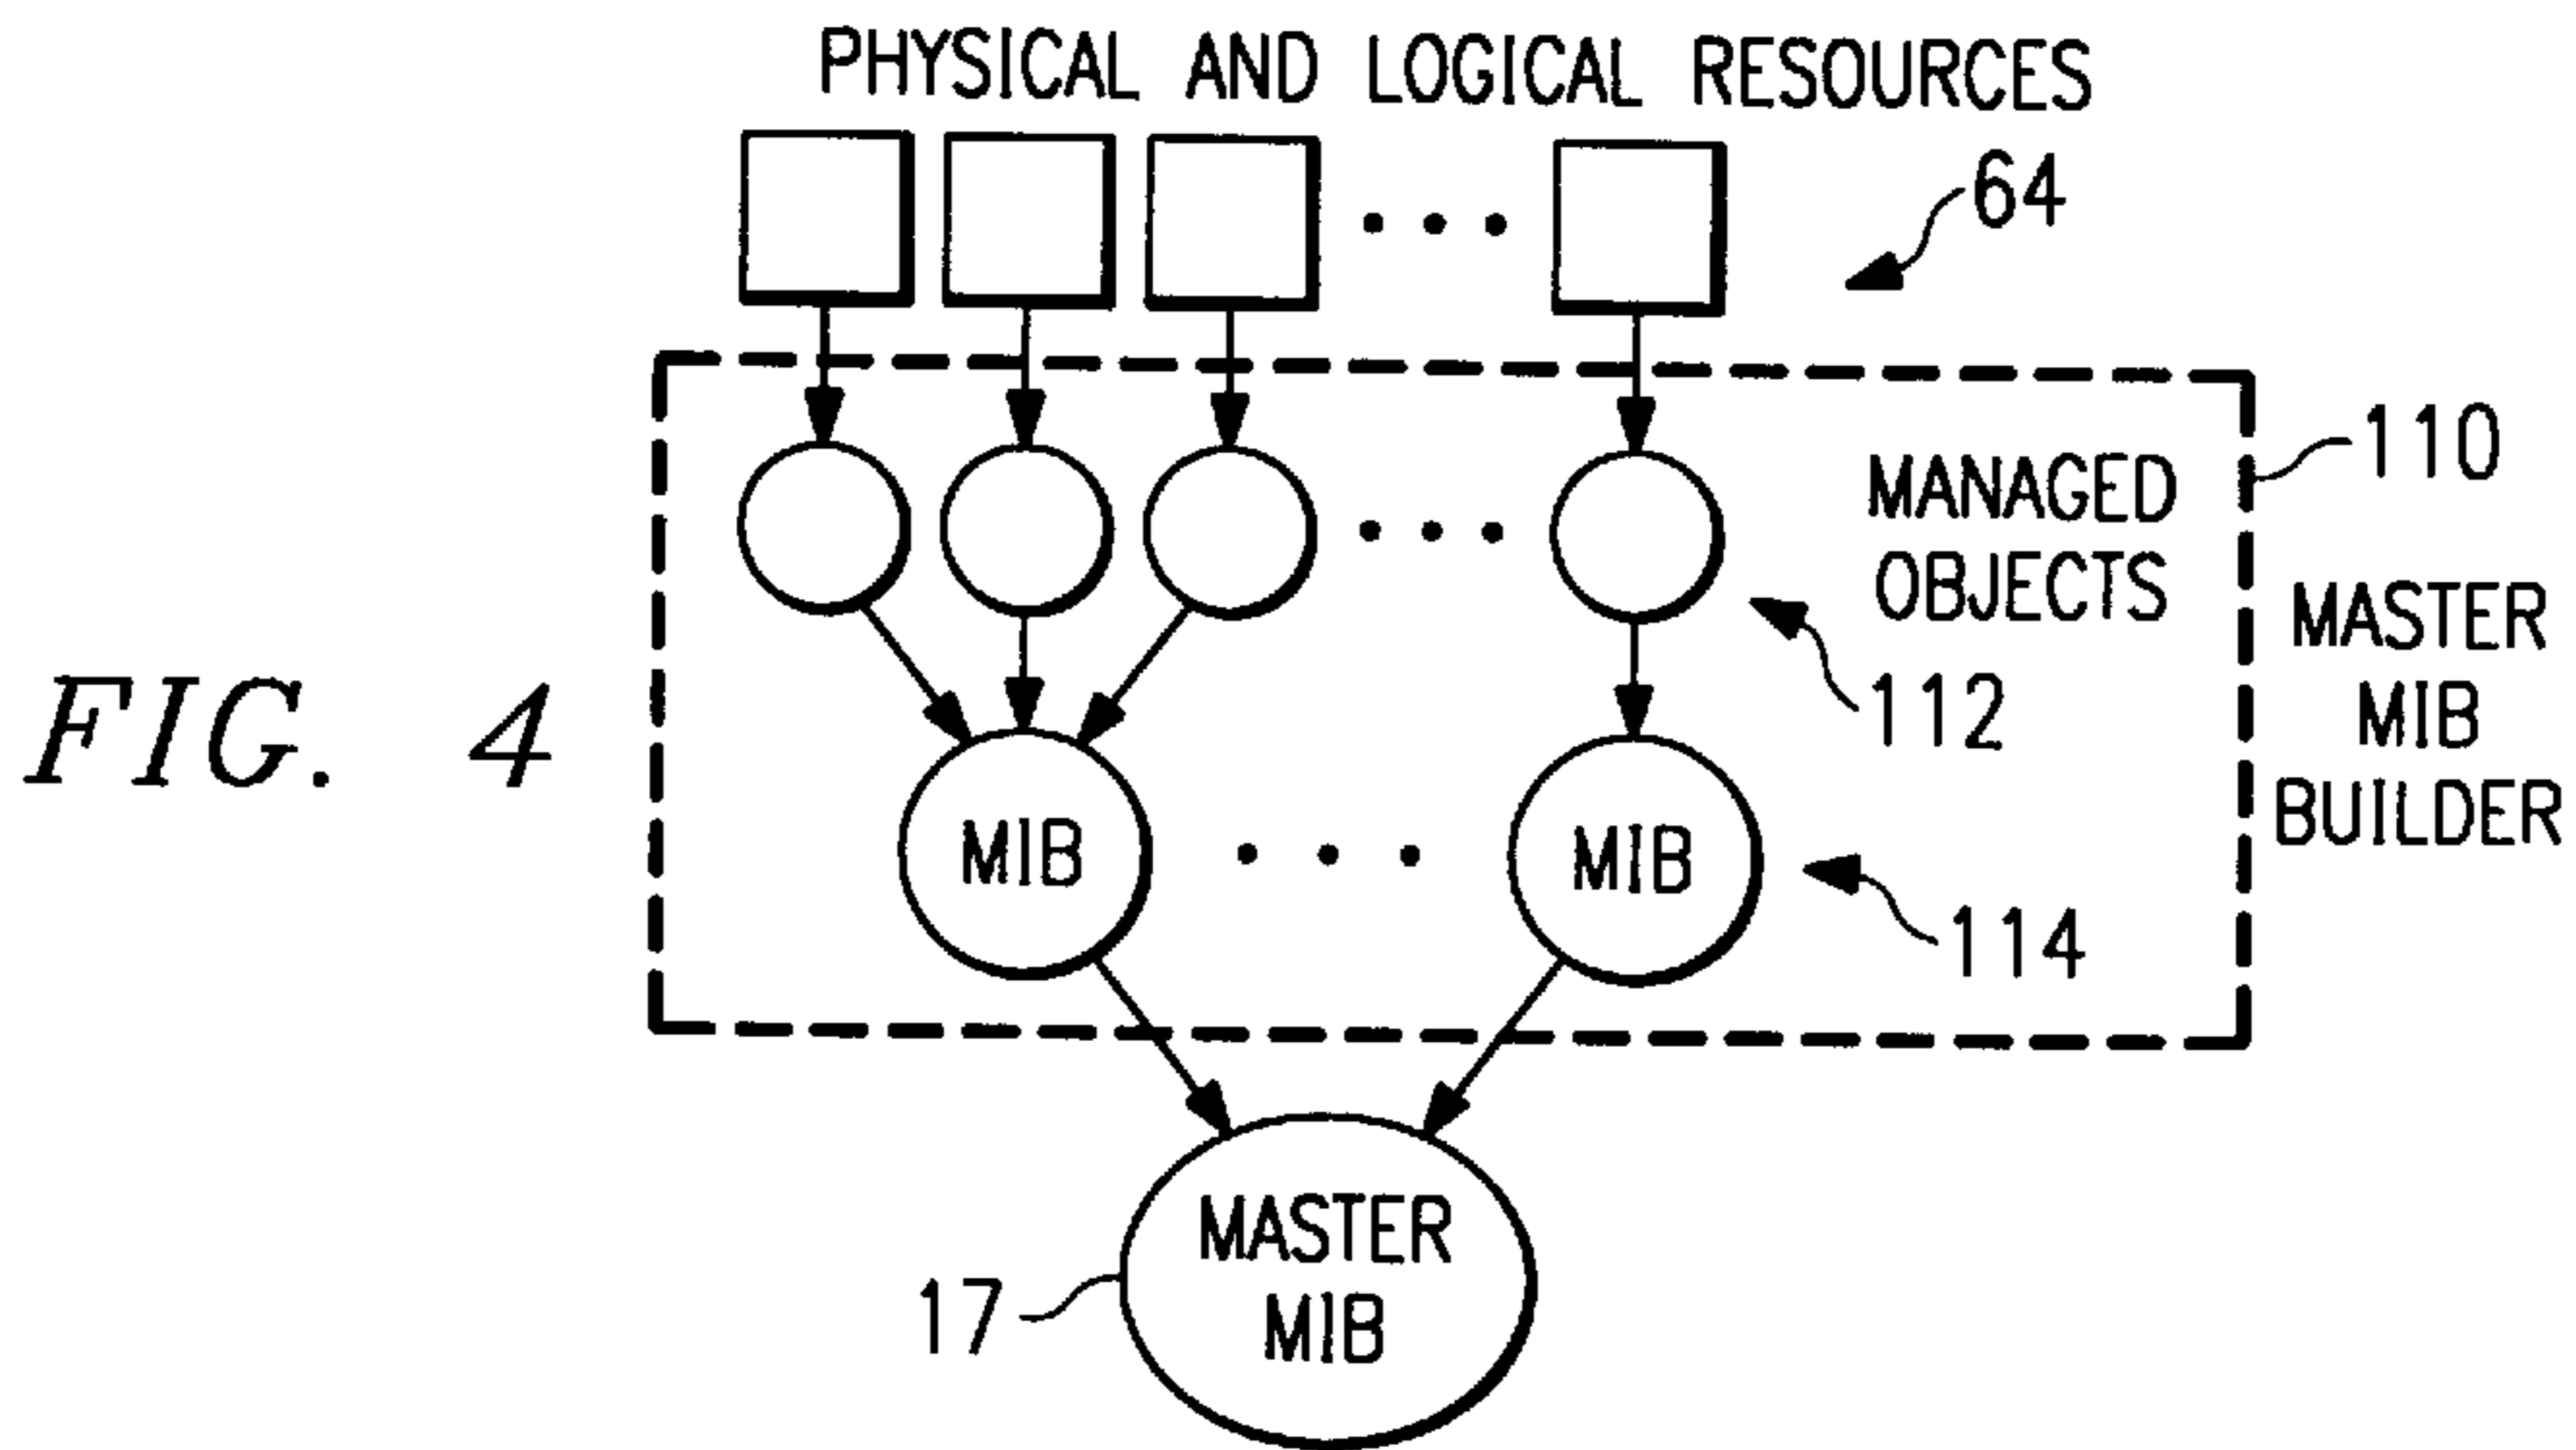 PHYSICAL AND LOGICAL RESOURCES
64
110
MANAGED
OBJECTS
112
MASTER
MIB
BUILDER
FIG. 4
MIB
MIB
114
MASTER
MIB
17